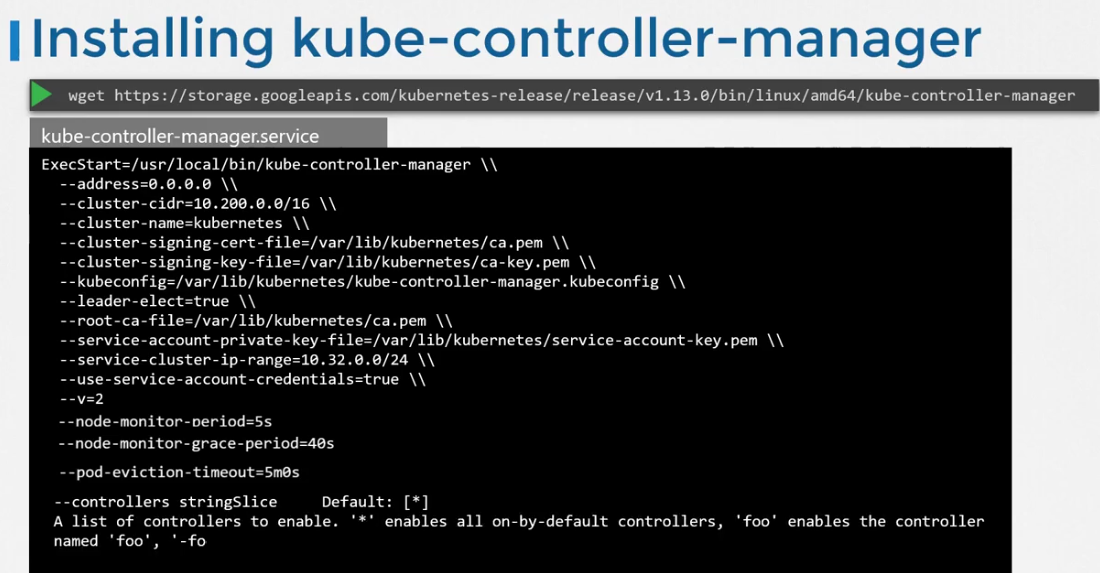 Installing kube-controller-manager
wget https://storage.googleapis.com/kubernetes-release/release/v1.13.0/bin/linux/amd64/kube-controller-manager
kube-controller-manager.service
ExecStart=/usr/local/bin/kube-controller-manager \\
--address=0.0.0.0 \\
--cluster-cidr=10.200.0.0/16 \\
--cluster-name=kubernetes \\
--cluster-signing-cert-file=/var/lib/kubernetes/ca.pem \\
--cluster-signing-key-file=/var/lib/kubernetes/ca-key.pem \\
--kubeconfig=/var/lib/kubernetes/kube-controller-manager.kubeconfig \\
--leader-elect=true \\
--root-ca-file=/var/lib/kubernetes/ca.pem \\
--service-account-private-key-file=/var/lib/kubernetes/service-account-key.pem \\
--service-cluster-ip-range=10.32.0.0/24 \\
--use-service-account-credentials=true \\
--v=2
--node-monitor-period=5s
--node-monitor-grace-period=40s
--pod-eviction-timeout=5m0s
--controllers stringSlice     Default: [*]
A list of controllers to enable. '*' enables all on-by-default controllers, 'foo' enables the controller
named 'foo', '-fo